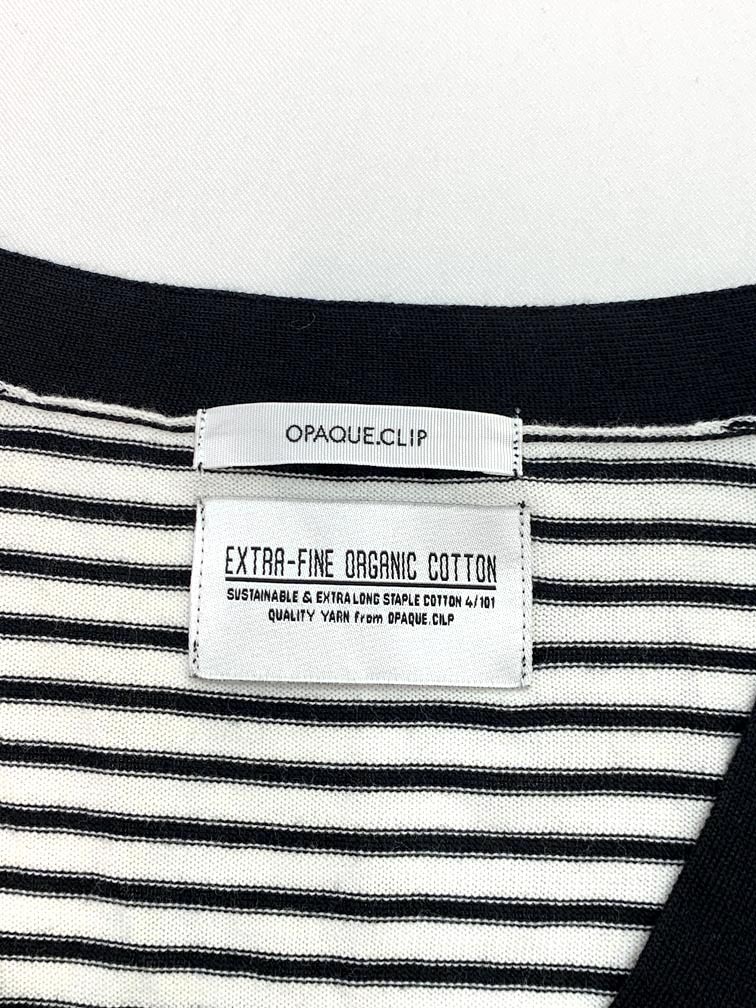 OPAQUE.CLIP
EXTRA-FINE ORGANIC COTTON
SUSTAINABLE & EXTRA LONG STAPLE COTTON 4/101
QUALITY YARN from OPAQUE.CILP